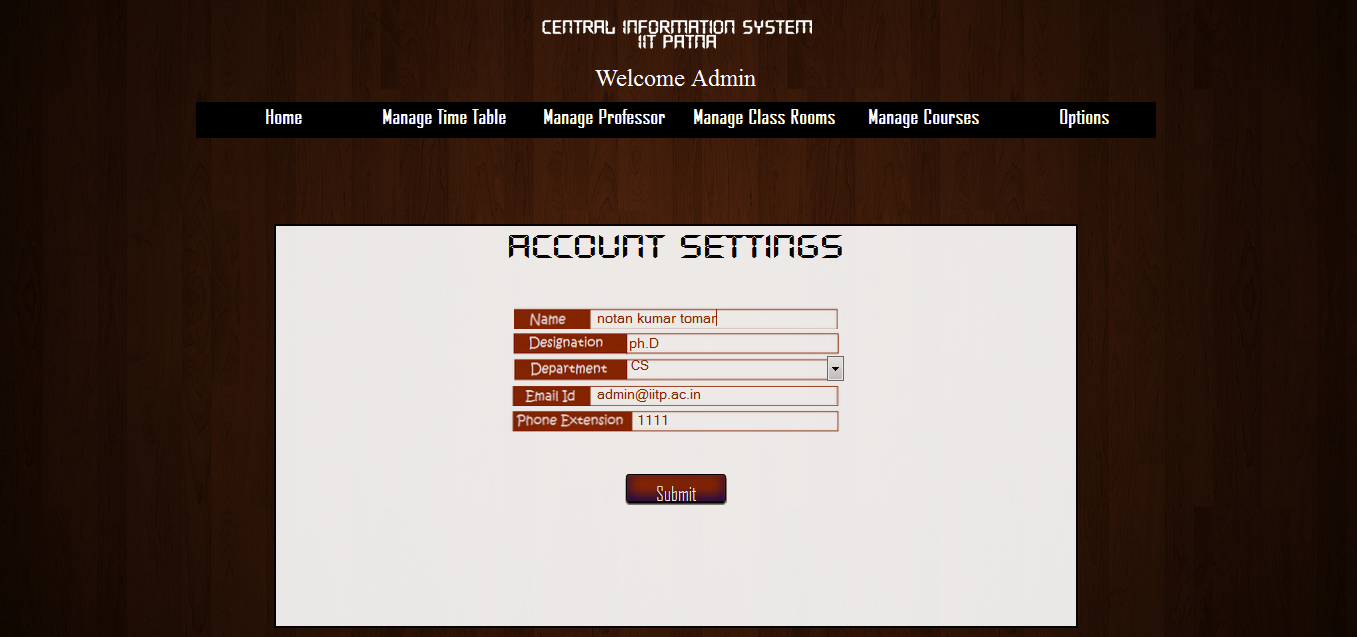 CENTRAL INFORMATION SYSTEM
IIT PATNA
Welcome Admin
Home Manage Time Table Manage Professor Manage Class Rooms Manage Courses Options
ACCOUNT SETTINGS
Name notan kumar tomar
Designation ph.D
Department CS
Email Id admin@iitp.ac.in
Phone Extension 1111
Submit